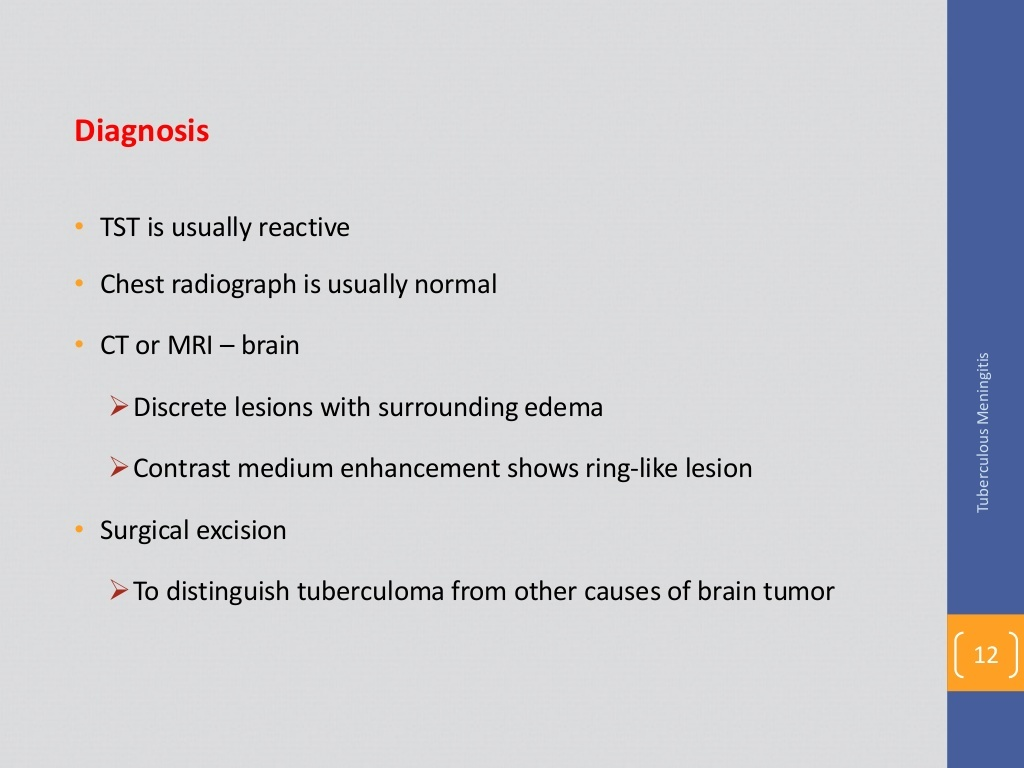 Diagnosis
• TST is usually reactive
• Chest radiograph is usually normal
• CT or MRI – brain
➢Discrete lesions with surrounding edema
➢Contrast medium enhancement shows ring-like lesion
• Surgical excision
➢To distinguish tuberculoma from other causes of brain tumor
Tuberculous Meningitis
12